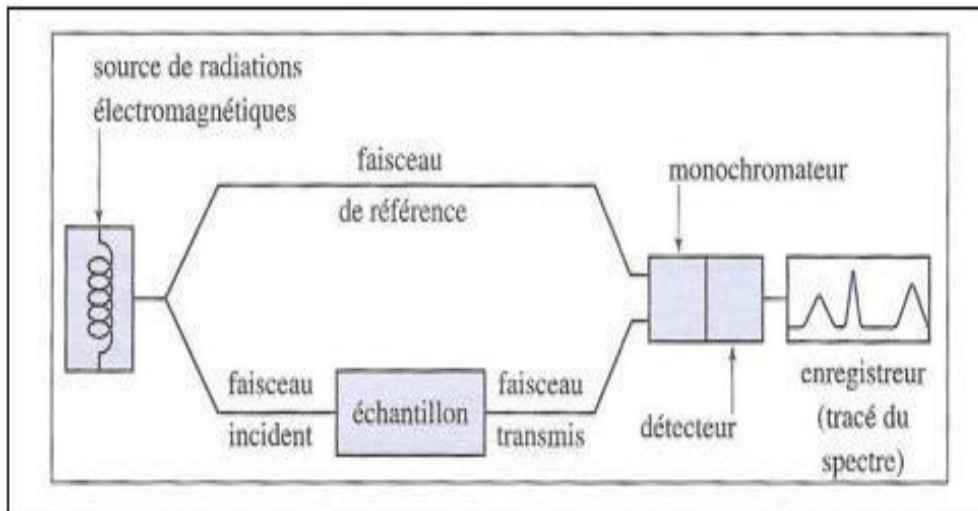 source de radiations
électromagnétiques
faisceau
de référence
monochromateur
faisceau
incident
échantillon
faisceau
transmis
détecteur
enregistreur
(tracé du
spectre)